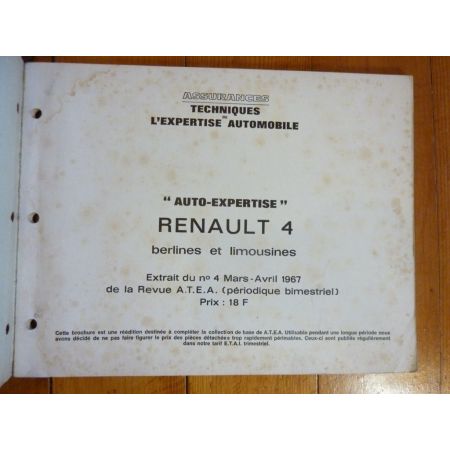 ASSURANCES
TECHNIQUES
DE
L'EXPERTISE AUTOMOBILE
" AUTO-EXPERTISE "
RENAULT 4
berlines et limousines
Extrait du nº 4 Mars-Avril 1967
de la Revue A.T.E.A. (périodique bimestriel)
Prix : 18 F
Cette brochure est une réédition destinée à compléter la collection de base de A.T.E.A. Utilisable pendant une longue période nous
avons décidé de ne pas faire figurer le prix des pièces détachées trop rapidement périmables. Ceux-ci sont publiés régulièrement
dans notre tarif E.T.A.I. trimestriel.